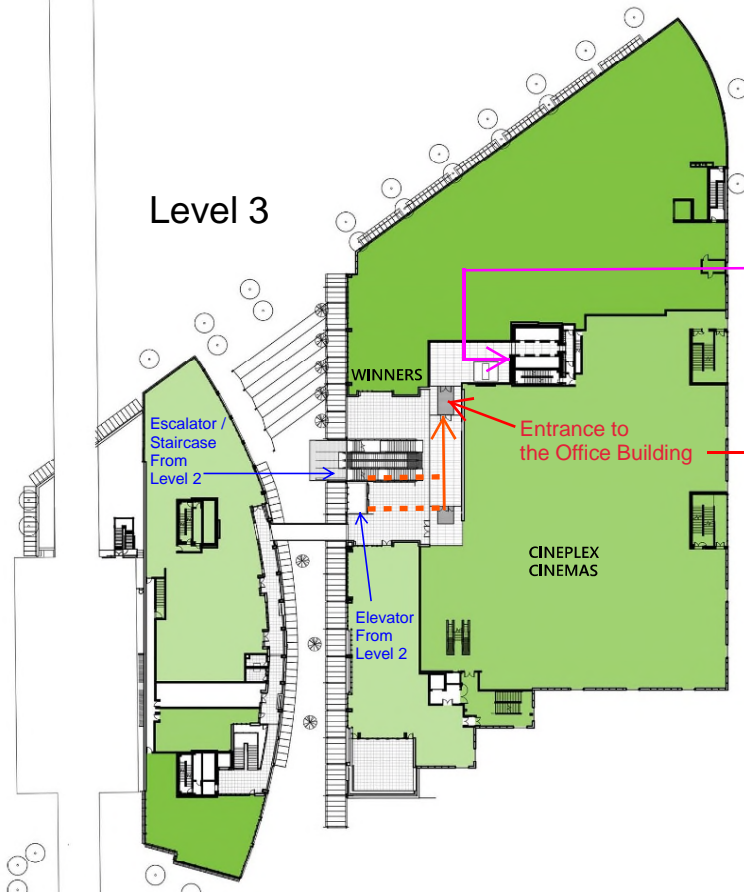 Level 3
WINNERS
Escalator /
Staircase
From
Level 2
Entrance to
the Office Building
CINEPLEX
CINEMAS
Elevator
From
Level 2